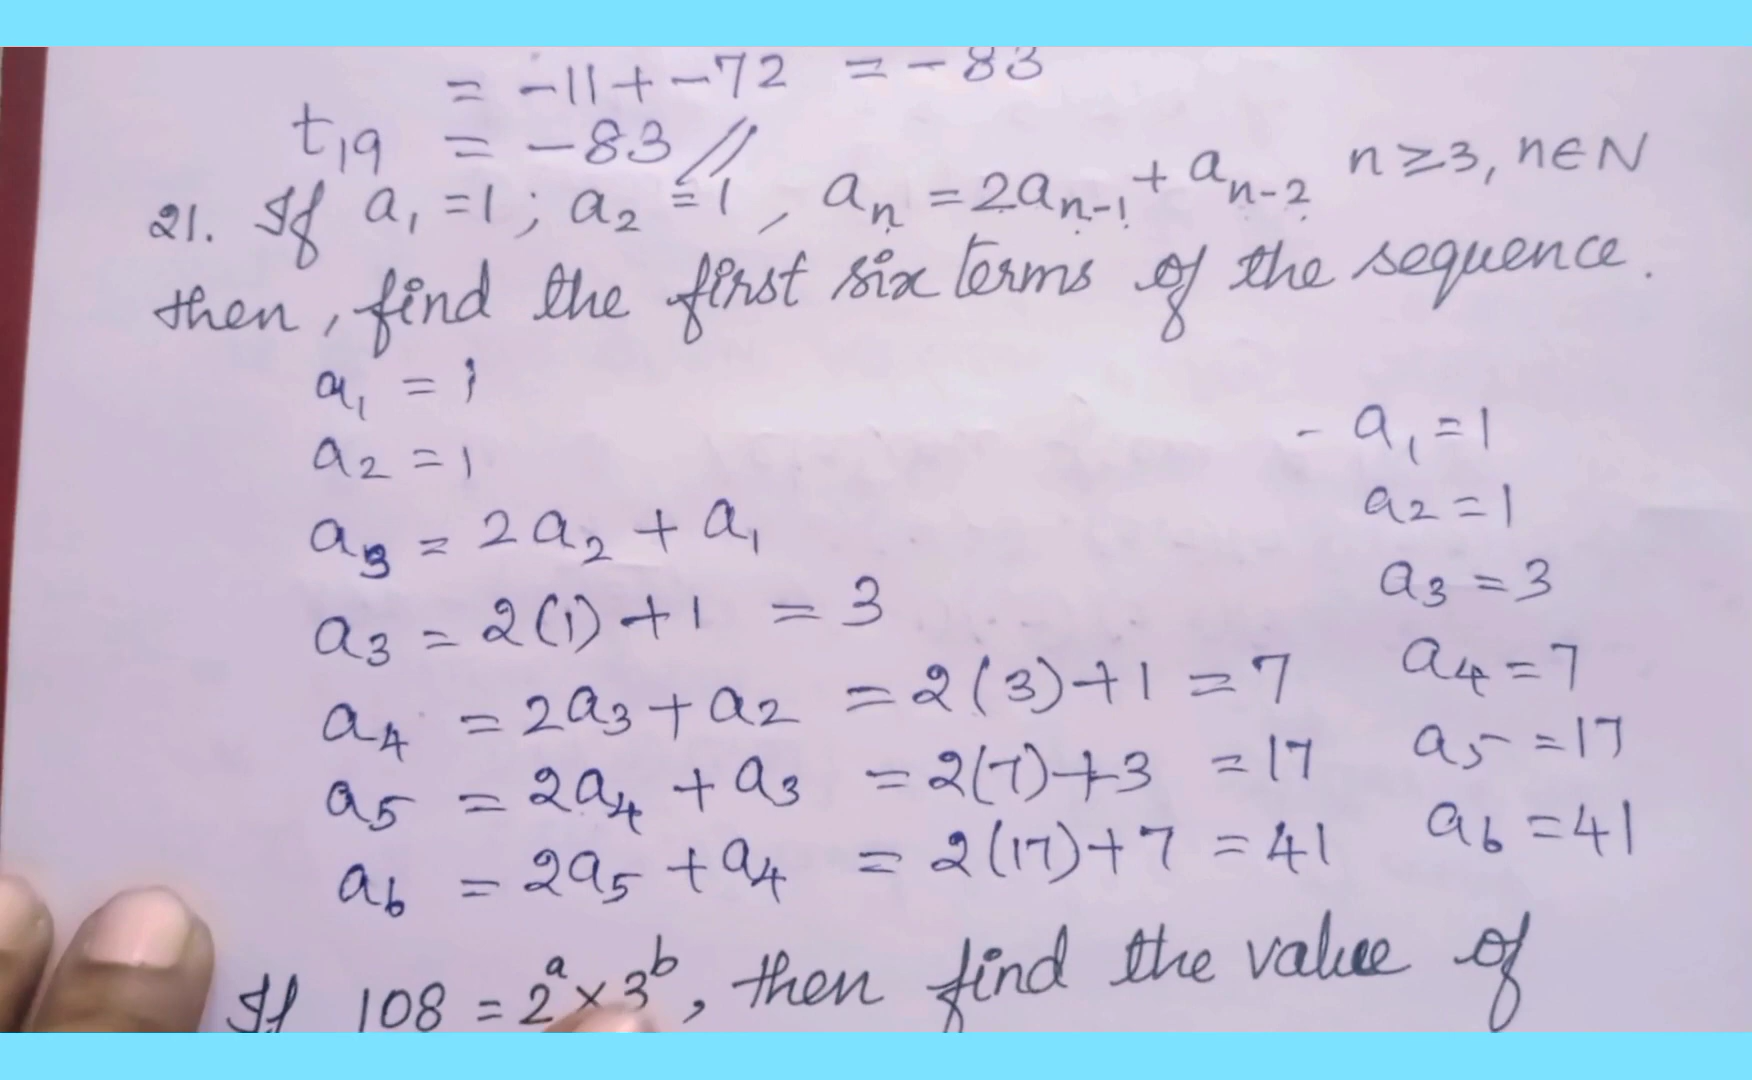 = -11 + -72 = -83
t₁₉ = -83 //
21. If a₁ = 1 ; a₂ = 1 , aₙ = 2aₙ₋₁ + aₙ₋₂ n ≥ 3, n ∈ N
then, find the first six terms of the sequence.
a₁ = 1
a₂ = 1
a₃ = 2a₂ + a₁
a₃ = 2(1) + 1 = 3
a₄ = 2a₃ + a₂ = 2(3) + 1 = 7
a₅ = 2a₄ + a₃ = 2(7) + 3 = 17
a₆ = 2a₅ + a₄ = 2(17) + 7 = 41
- a₁ = 1
a₂ = 1
a₃ = 3
a₄ = 7
a₅ = 17
a₆ = 41
If 108 = 2ᵃ × 3ᵇ, then find the value of